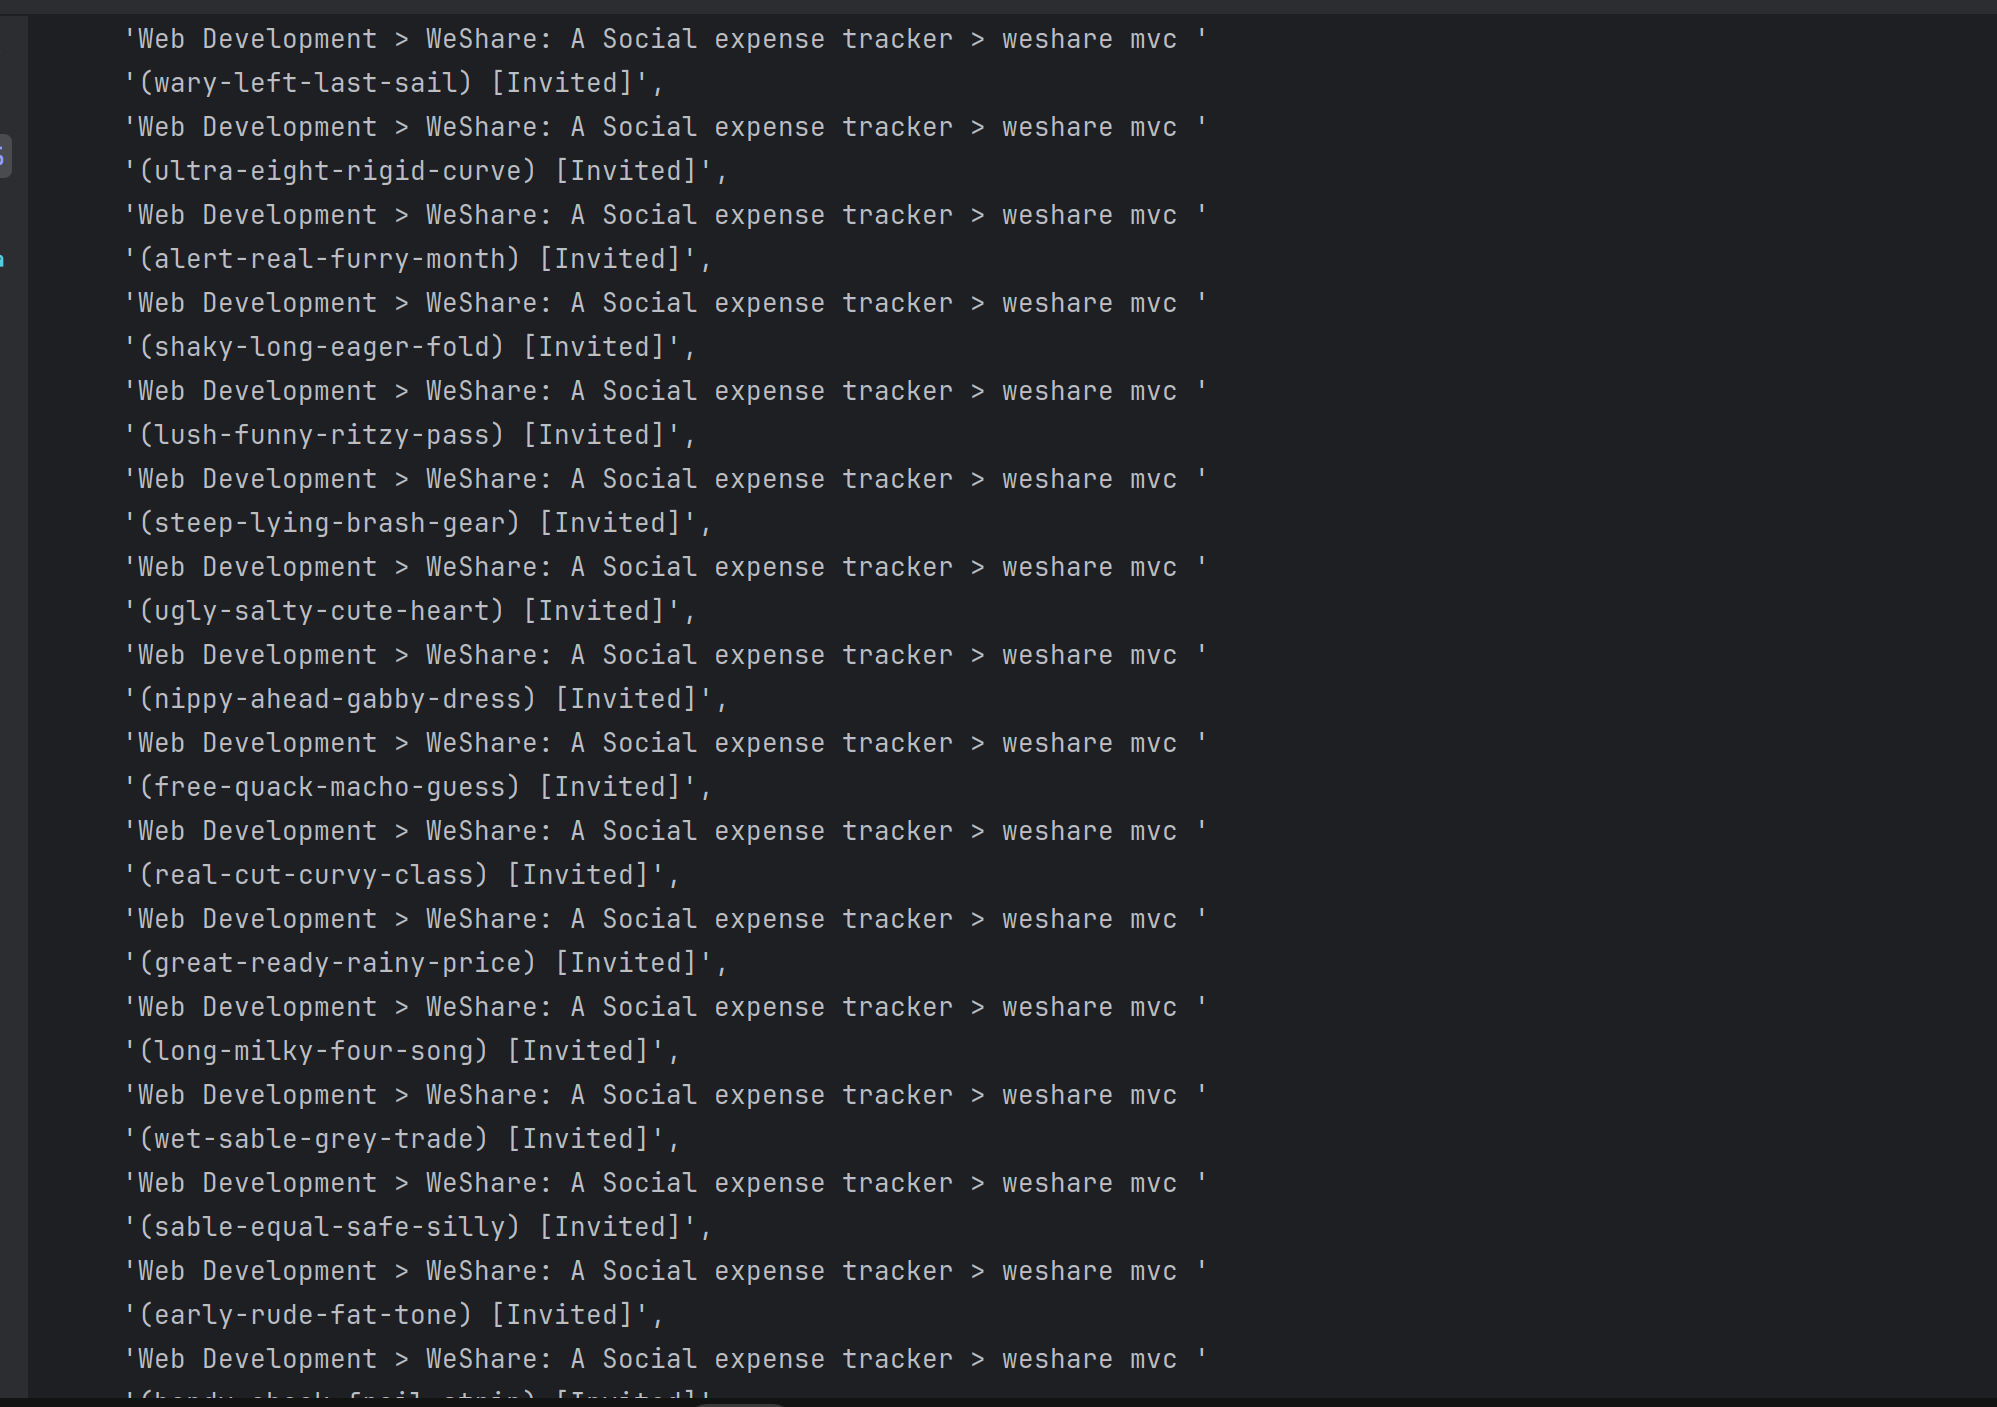 'Web Development > WeShare: A Social expense tracker > weshare mvc '
'(wary-left-last-sail) [Invited]',
'Web Development > WeShare: A Social expense tracker > weshare mvc '
'(ultra-eight-rigid-curve) [Invited]',
'Web Development > WeShare: A Social expense tracker > weshare mvc '
'(alert-real-furry-month) [Invited]',
'Web Development > WeShare: A Social expense tracker > weshare mvc '
'(shaky-long-eager-fold) [Invited]',
'Web Development > WeShare: A Social expense tracker > weshare mvc '
'(lush-funny-ritzy-pass) [Invited]',
'Web Development > WeShare: A Social expense tracker > weshare mvc '
'(steep-lying-brash-gear) [Invited]',
'Web Development > WeShare: A Social expense tracker > weshare mvc '
'(ugly-salty-cute-heart) [Invited]',
'Web Development > WeShare: A Social expense tracker > weshare mvc '
'(nippy-ahead-gabby-dress) [Invited]',
'Web Development > WeShare: A Social expense tracker > weshare mvc '
'(free-quack-macho-guess) [Invited]',
'Web Development > WeShare: A Social expense tracker > weshare mvc '
'(real-cut-curvy-class) [Invited]',
'Web Development > WeShare: A Social expense tracker > weshare mvc '
'(great-ready-rainy-price) [Invited]',
'Web Development > WeShare: A Social expense tracker > weshare mvc '
'(long-milky-four-song) [Invited]',
'Web Development > WeShare: A Social expense tracker > weshare mvc '
'(wet-sable-grey-trade) [Invited]',
'Web Development > WeShare: A Social expense tracker > weshare mvc '
'(sable-equal-safe-silly) [Invited]',
'Web Development > WeShare: A Social expense tracker > weshare mvc '
'(early-rude-fat-tone) [Invited]',
'Web Development > WeShare: A Social expense tracker > weshare mvc '
[Invited]'